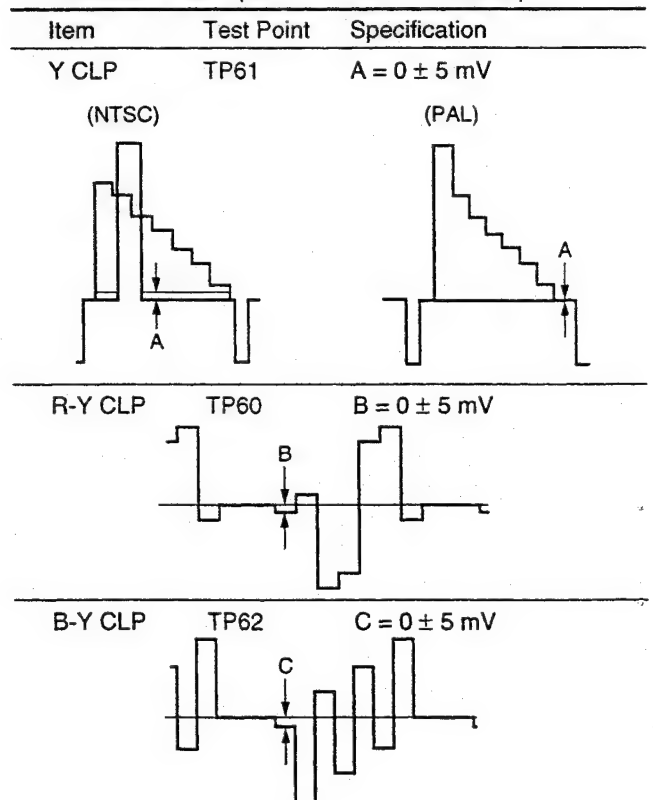 Item Test Point Specification
Y CLP TP61 A = 0 ± 5 mV
(NTSC) (PAL)
A
A
R-Y CLP TP60 B = 0 ± 5 mV
B
B-Y CLP TP62 C = 0 ± 5 mV
C